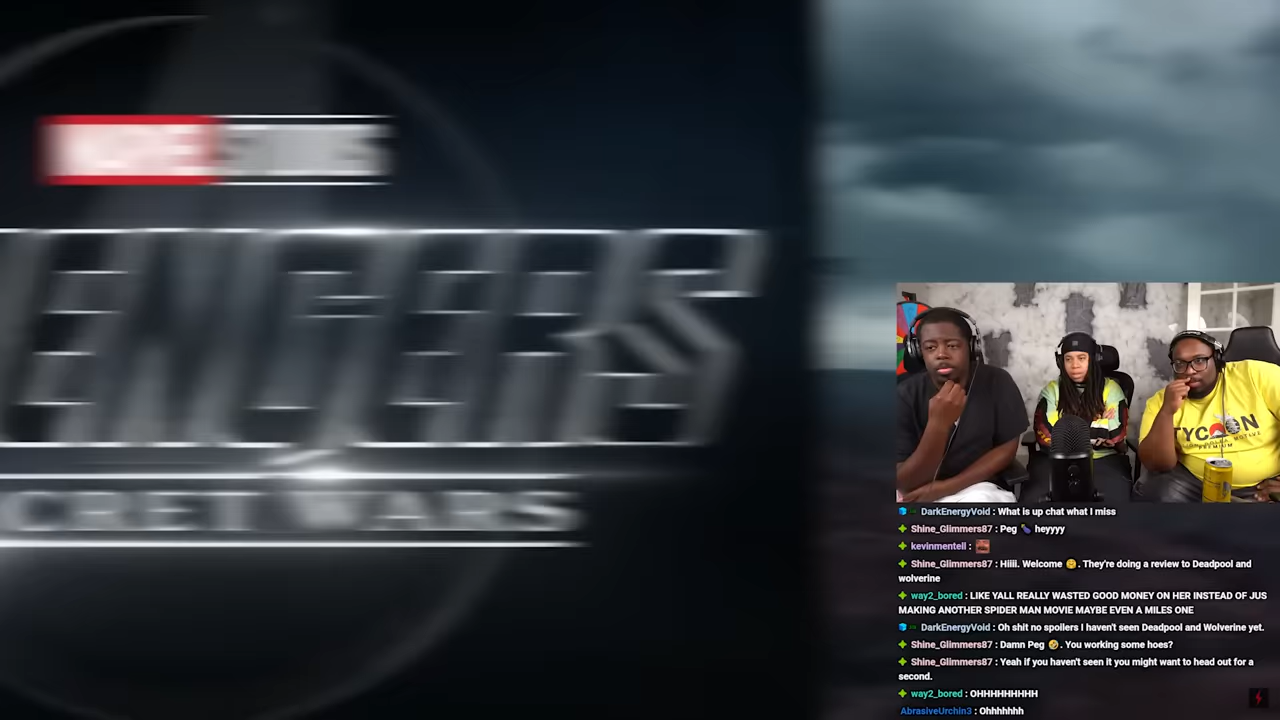 TYCOON
PREMIUM
DarkEnergyVoid : What is up chat what I miss
Shine_Glimmers87 : Peg 🍆 heyyyy
kevinmentell :
Shine_Glimmers87 : Hiiii. Welcome 🤗. They're doing a review to Deadpool and
wolverine
way2_bored : LIKE YALL REALLY WASTED GOOD MONEY ON HER INSTEAD OF JUS
MAKING ANOTHER SPIDER MAN MOVIE MAYBE EVEN A MILES ONE
DarkEnergyVoid : Oh shit no spoilers I haven't seen Deadpool and Wolverine yet.
Shine_Glimmers87 : Damn Peg 🤣. You working some hoes?
Shine_Glimmers87 : Yeah if you haven't seen it you might want to head out for a
second.
way2_bored : OHHHHHHHHH
AbrasiveUrchin3 : Ohhhhhhh